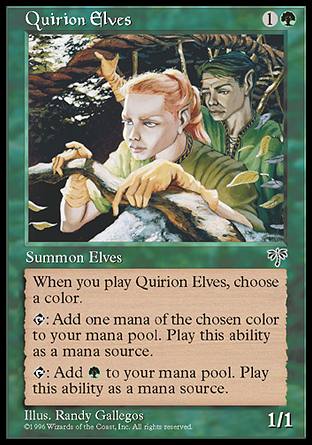 Quirion Elves 1
Summon Elves
When you play Quirion Elves, choose
a color.
: Add one mana of the chosen color
to your mana pool. Play this ability
as a mana source.
: Add to your mana pool. Play
this ability as a mana source.
Illus. Randy Gallegos
©1996 Wizards of the Coast, Inc. All rights reserved.
1/1